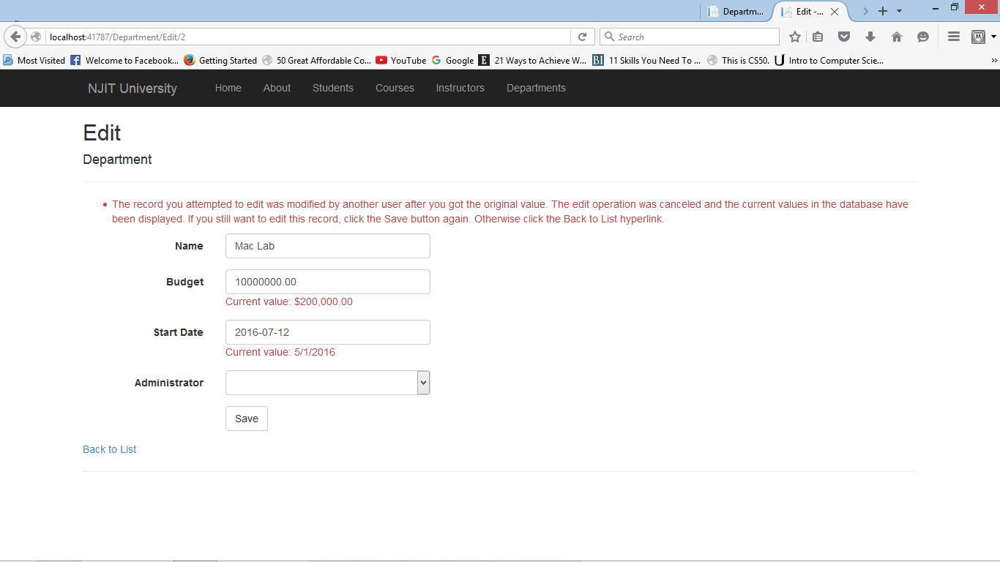 Departm... Edit -...
localhost:41787/Department/Edit/2 Search
Most Visited Welcome to Facebook... Getting Started 50 Great Affordable Co... YouTube Google E 21 Ways to Achieve W... BI 11 Skills You Need To ... This is CS50. U Intro to Computer Scie... »
NJIT University Home About Students Courses Instructors Departments
Edit
Department
• The record you attempted to edit was modified by another user after you got the original value. The edit operation was canceled and the current values in the database have
been displayed. If you still want to edit this record, click the Save button again. Otherwise click the Back to List hyperlink.
Name Mac Lab
Budget 10000000.00
Current value: $200,000.00
Start Date 2016-07-12
Current value: 5/1/2016
Administrator
Save
Back to List